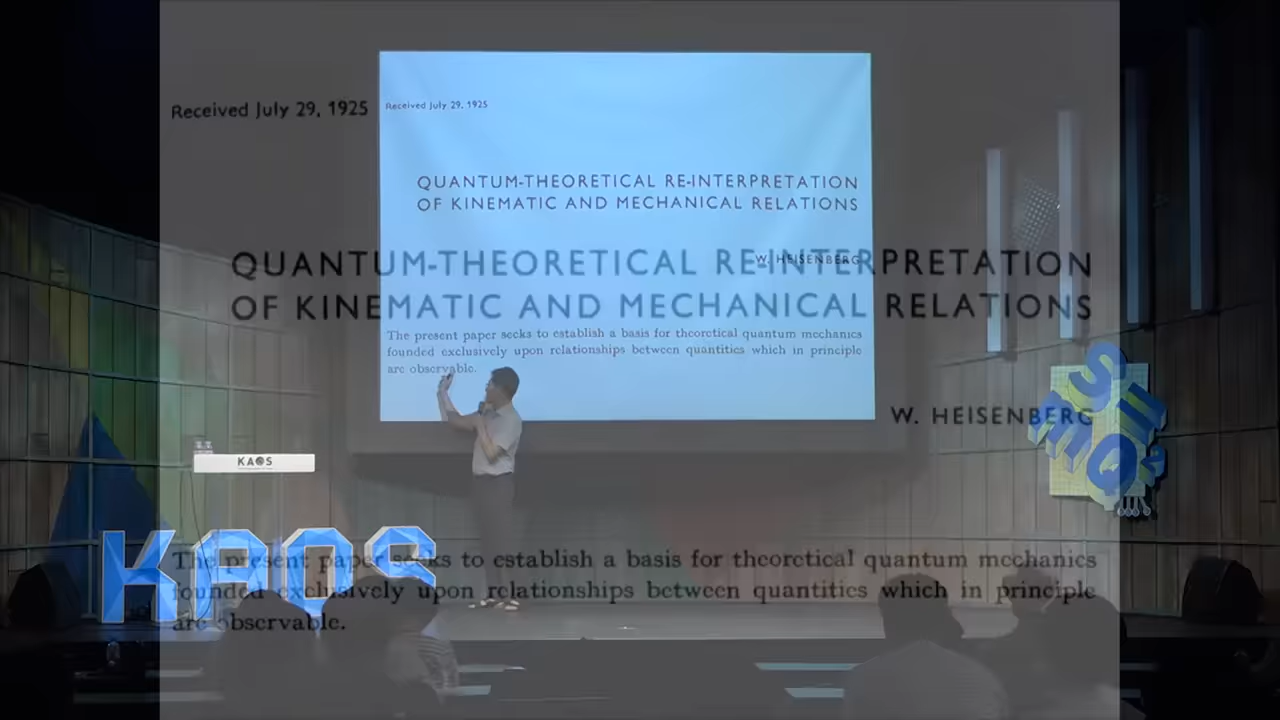 Received July 29, 1925
Received July 29, 1925
QUANTUM-THEORETICAL RE-INTERPRETATION
OF KINEMATIC AND MECHANICAL RELATIONS
W. HEISENBERG
QUANTUM-THEORETICAL RE-INTERPRETATION
OF KINEMATIC AND MECHANICAL RELATIONS
The present paper seeks to establish a basis for theoretical quantum mechanics
founded exclusively upon relationships between quantities which in principle
are observable.
W. HEISENBERG
KAOS
KAOS
The present paper seeks to establish a basis for theoretical quantum mechanics
founded exclusively upon relationships between quantities which in principle
are observable.